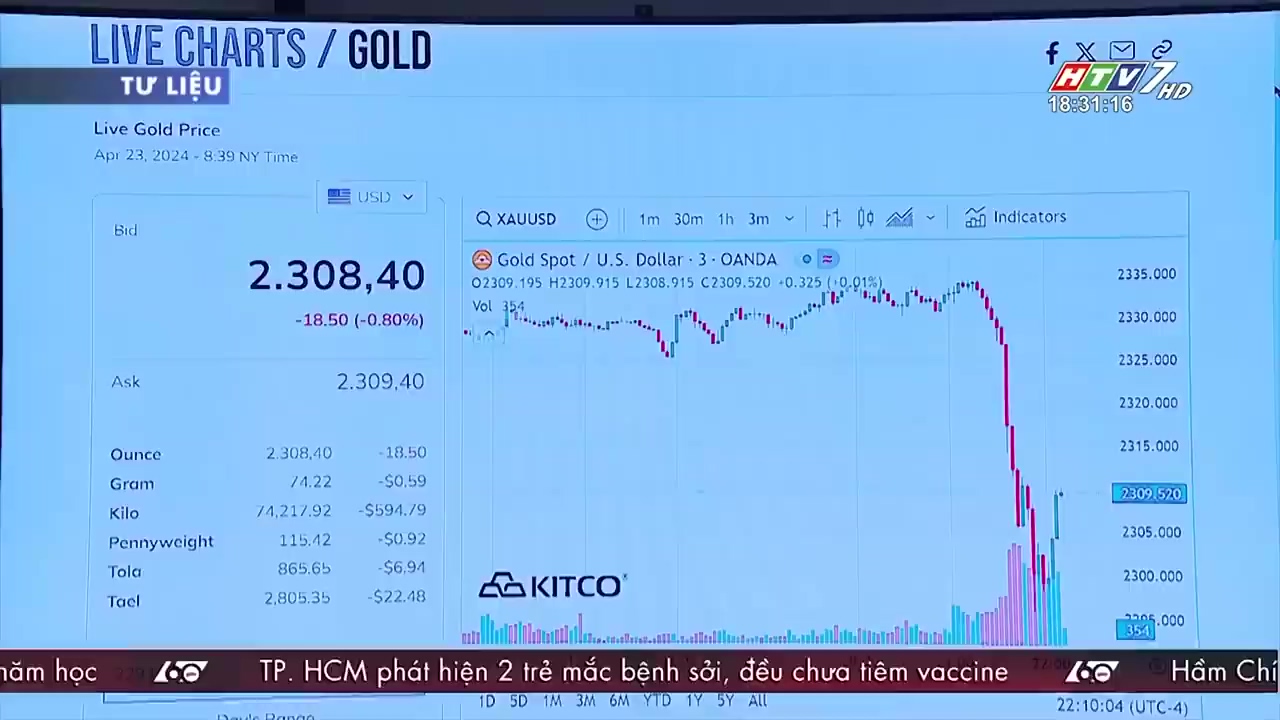 LIVE CHARTS / GOLD
TƯ LIỆU
HTV7 HD
18:31:16
Live Gold Price
Apr 23, 2024 - 8:39 NY Time
USD
Bid
2.308,40
-18.50 (-0.80%)
Ask 2.309,40
Ounce 2.308,40 -18.50
Gram 74.22 -$0,59
Kilo 74,217.92 -$594.79
Pennyweight 115.42 -$0.92
Tola 865.65 -$6,94
Tael 2,805.35 -$22.48
XAUUSD 1m 30m 1h 3m Indicators
Gold Spot / U.S. Dollar · 3 · OANDA
O2309.195 H2309.915 L2308.915 C2309.520 +0.325 (+0.01%)
Vol 354
2335.000
2330.000
2325.000
2320.000
2315.000
2309.520
2305.000
2300.000
2295.000
354
KITCO
năm học 60 TP. HCM phát hiện 2 trẻ mắc bệnh sởi, đều chưa tiêm vaccine 60 Hầm Chí
1D 5D 1M 3M 6M YTD 1Y 5Y All
22:10:04 (UTC-4)
Day's Range